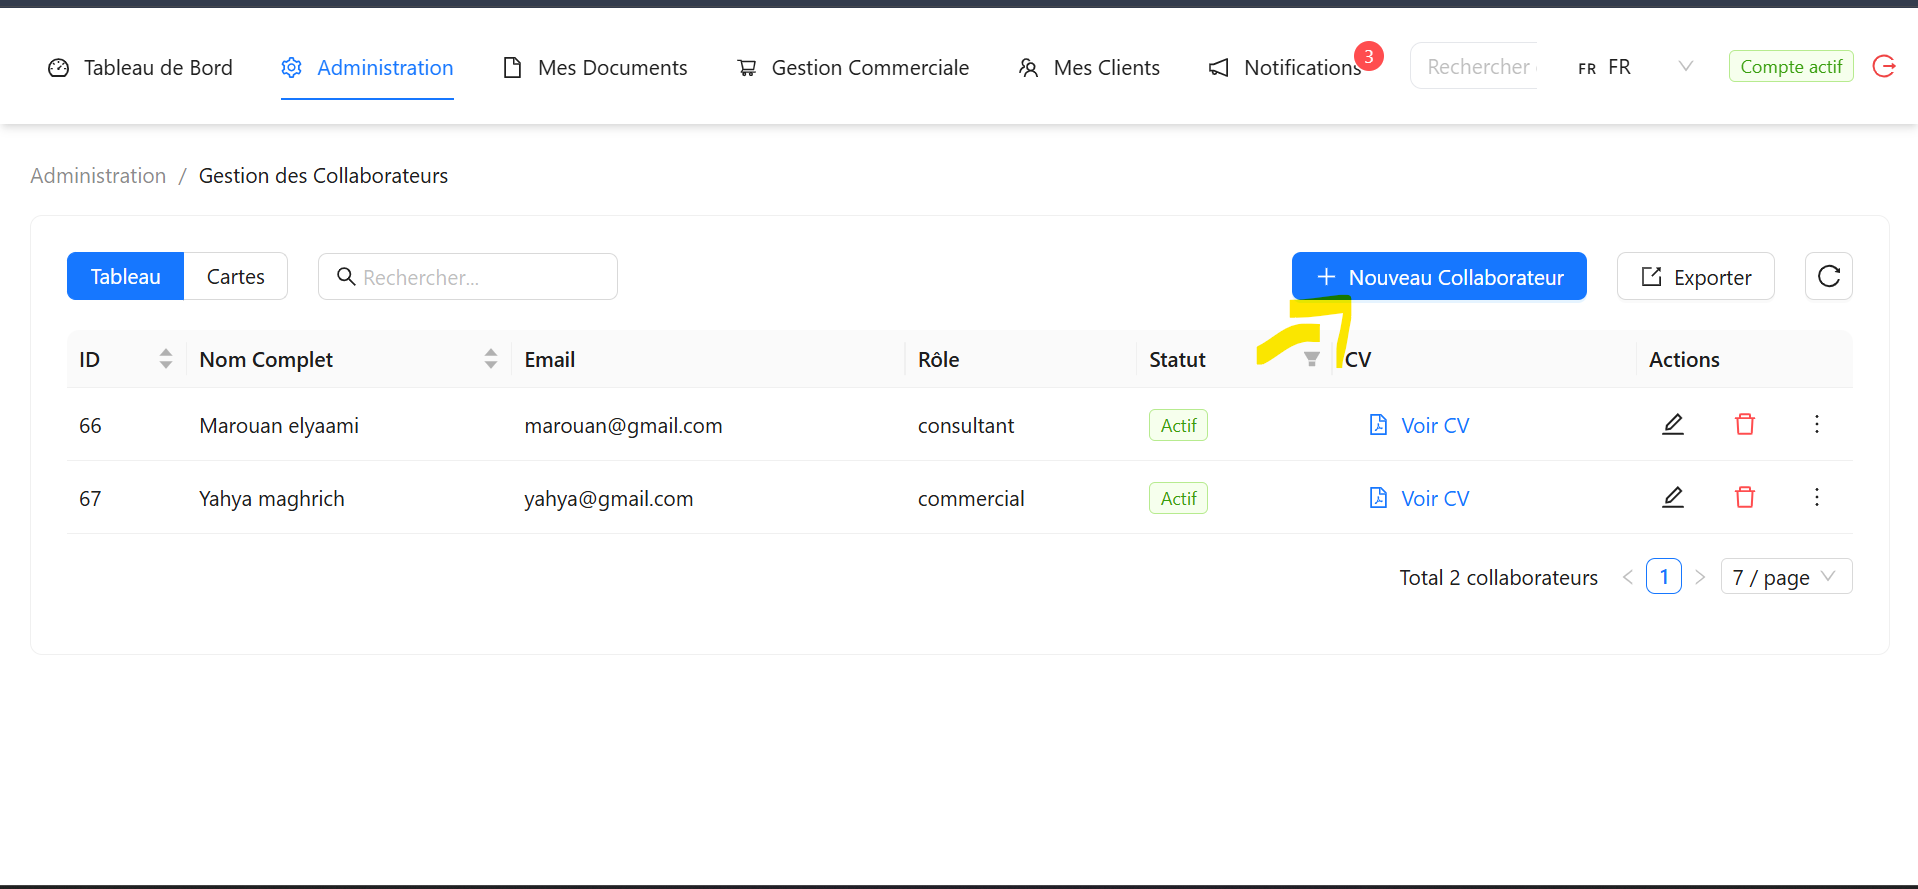 Tableau de Bord Administration Mes Documents Gestion Commerciale Mes Clients Notifications 3 Rechercher FR FR Compte actif
Administration / Gestion des Collaborateurs
Tableau Cartes Rechercher... + Nouveau Collaborateur Exporter
ID Nom Complet Email Rôle Statut CV Actions
66 Marouan elyaami marouan@gmail.com consultant Actif Voir CV
67 Yahya maghrich yahya@gmail.com commercial Actif Voir CV
Total 2 collaborateurs < 1 > 7 / page